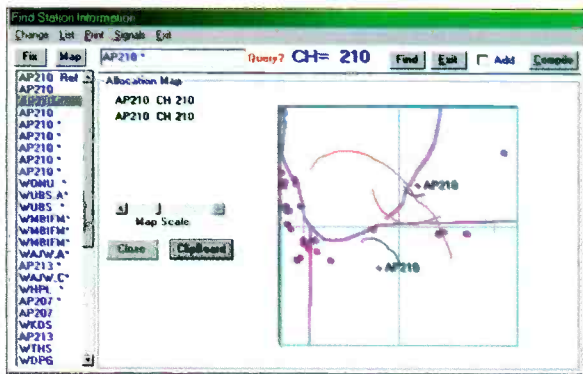 Find Station Information
Change List Print Signals Exit
Fix Map AP210 * Query? CH= 210 Find Exit Add Compile
AP210 Ref
AP210
AP210
AP210 *
AP210 *
AP210 *
AP210 *
AP210 *
WONU *
WUBS.A*
WUBS *
WMBIFM*
WMBIFM*
WMBIFM*
WAJW.A*
AP213 *
WAJW.C*
WHPL *
AP207 *
AP207
WKDS
AP213
WTHS
WDPG
Allocation Map
AP210 CH 210
AP210 CH 210
Map Scale
Close ClipBoard
AP210
AP210